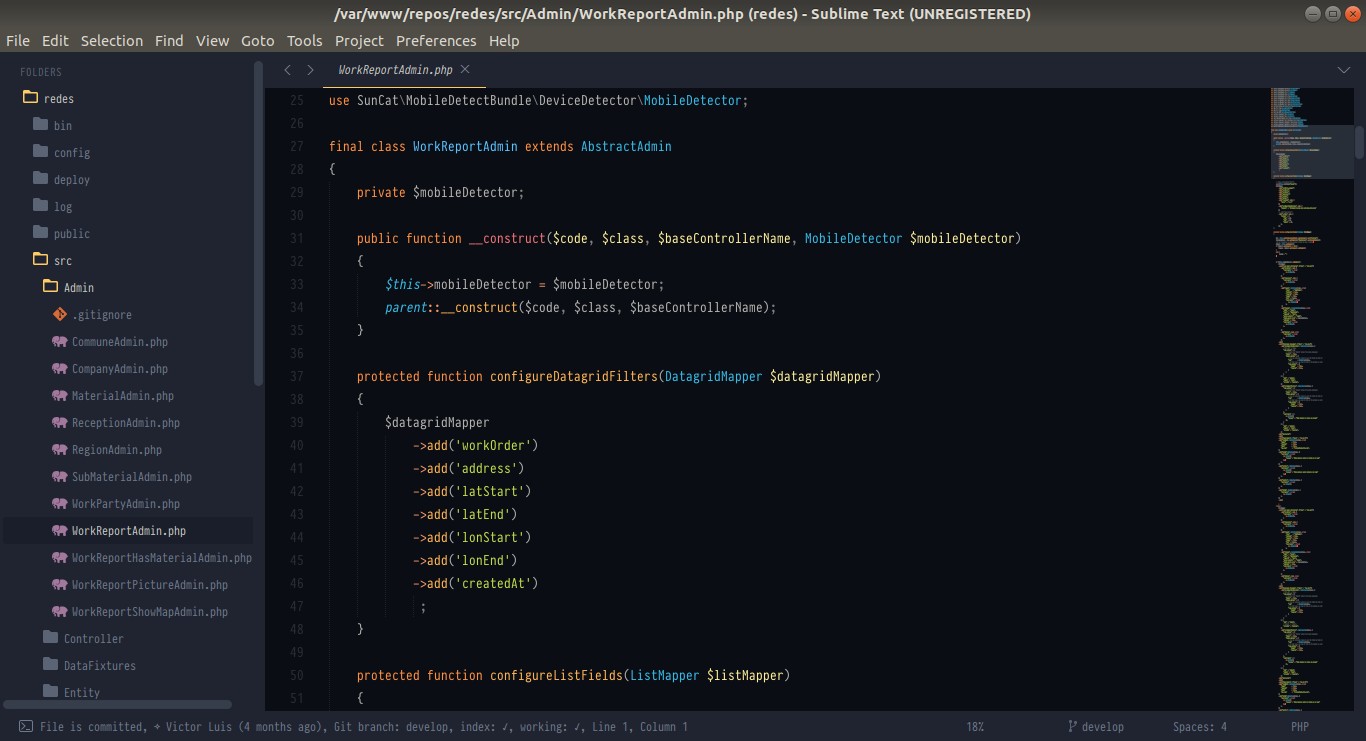 /var/www/repos/redes/src/Admin/WorkReportAdmin.php (redes) - Sublime Text (UNREGISTERED)
File Edit Selection Find View Goto Tools Project Preferences Help
FOLDERS
redes
bin
config
deploy
log
public
src
Admin
.gitignore
CommuneAdmin.php
CompanyAdmin.php
MaterialAdmin.php
ReceptionAdmin.php
RegionAdmin.php
SubMaterialAdmin.php
WorkPartyAdmin.php
WorkReportAdmin.php
WorkReportHasMaterialAdmin.php
WorkReportPictureAdmin.php
WorkReportShowMapAdmin.php
Controller
DataFixtures
Entity
WorkReportAdmin.php
25 use SunCat\MobileDetectBundle\DeviceDetector\MobileDetector;
26
27 final class WorkReportAdmin extends AbstractAdmin
28 {
29     private $mobileDetector;
30
31     public function __construct($code, $class, $baseControllerName, MobileDetector $mobileDetector)
32     {
33         $this->mobileDetector = $mobileDetector;
34         parent::__construct($code, $class, $baseControllerName);
35     }
36
37     protected function configureDatagridFilters(DatagridMapper $datagridMapper)
38     {
39         $datagridMapper
40             ->add('workOrder')
41             ->add('address')
42             ->add('latStart')
43             ->add('latEnd')
44             ->add('lonStart')
45             ->add('lonEnd')
46             ->add('createdAt')
47              ;
48     }
49
50     protected function configureListFields(ListMapper $listMapper)
51     {
File is committed, ⌖ Victor Luis (4 months ago), Git branch: develop, index: ✓, working: ✓, Line 1, Column 1
18%
develop
Spaces: 4
PHP